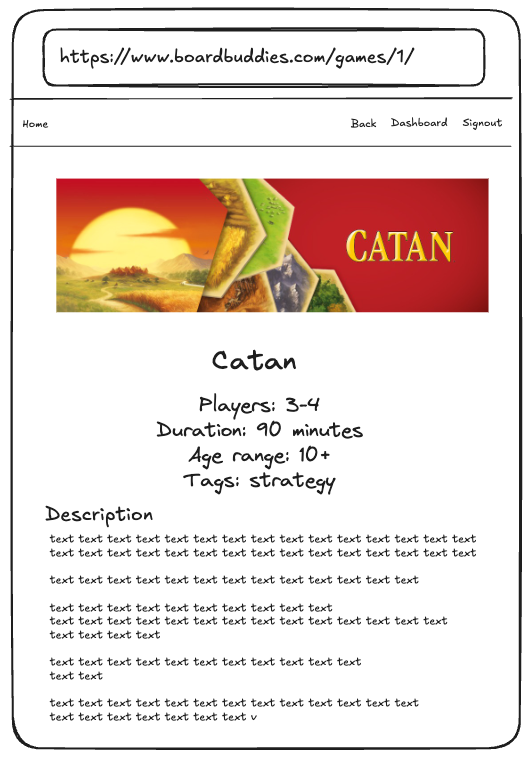 https://www.boardbuddies.com/games/1/
Home Back Dashboard Signout
CATAN
Catan
Players: 3-4
Duration: 90 minutes
Age range: 10+
Tags: strategy
Description
text text text text text text text text text text text text text text text
text text text text text text text text text text text text text text text
text text text text text text text text text text text text text
text text text text text text text text text text
text text text text text text text text text text text text text text
text text text text
text text text text text text text text text text text
text text
text text text text text text text text text text text text text
text text text text text text text v